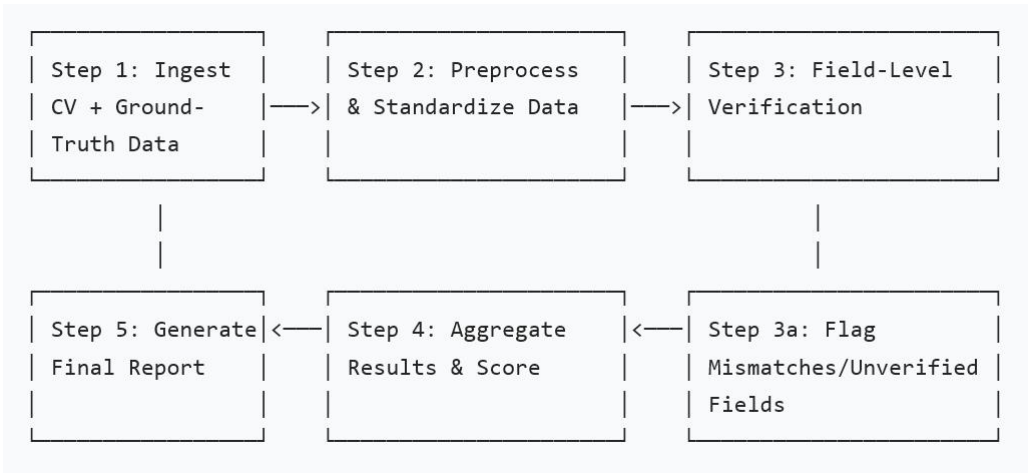 Step 1: Ingest
CV + Ground-
Truth Data
Step 2: Preprocess
& Standardize Data
Step 3: Field-Level
Verification
Step 5: Generate
Final Report
Step 4: Aggregate
Results & Score
Step 3a: Flag
Mismatches/Unverified
Fields